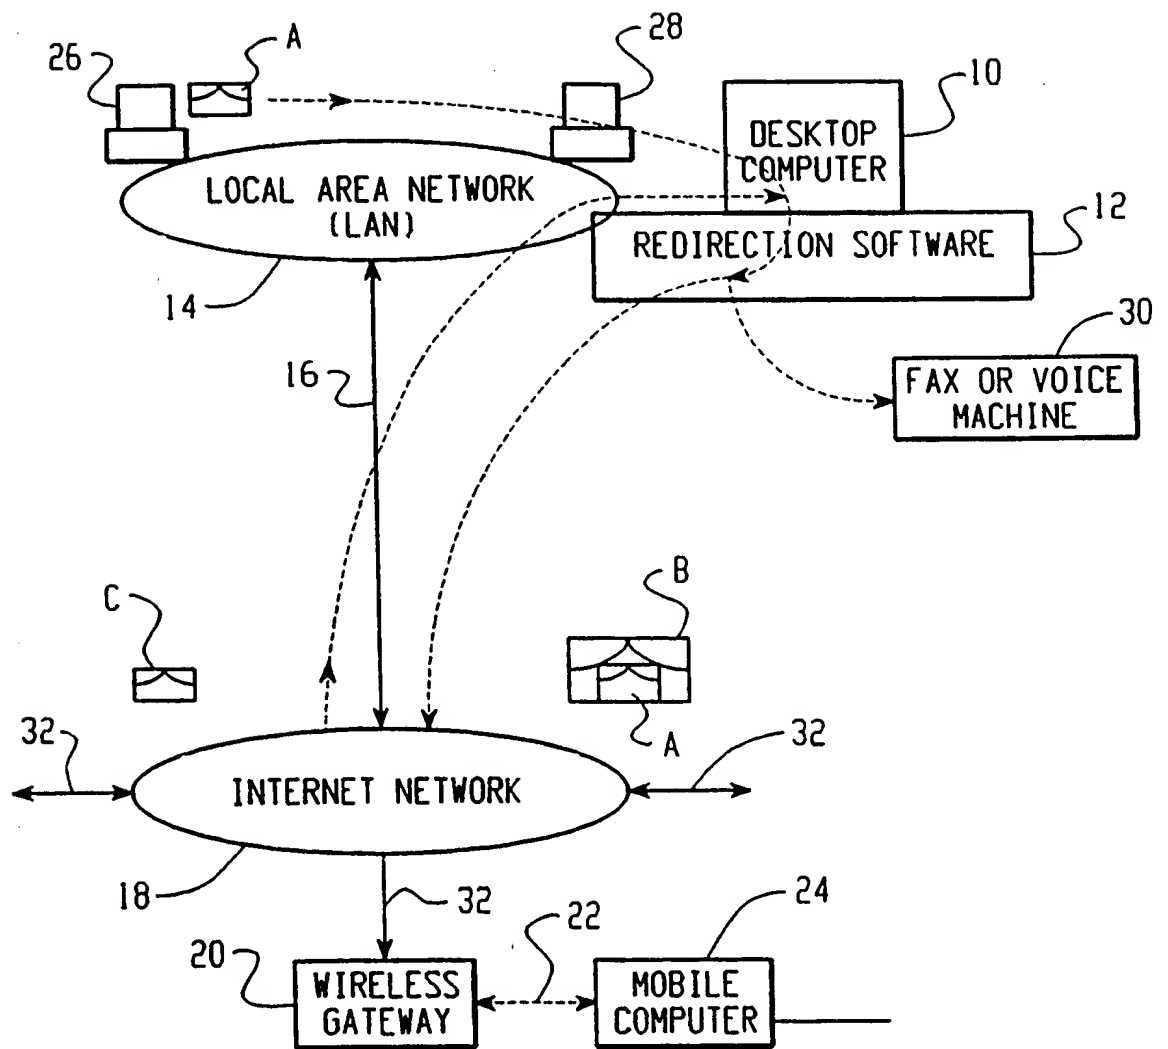 A
28
26
10
DESKTOP
COMPUTER
LOCAL AREA NETWORK
(LAN)
12
REDIRECTION SOFTWARE
14
30
16
FAX OR VOICE
MACHINE
B
C
A
32
32
INTERNET NETWORK
18
32
24
22
20
WIRELESS
GATEWAY
MOBILE
COMPUTER